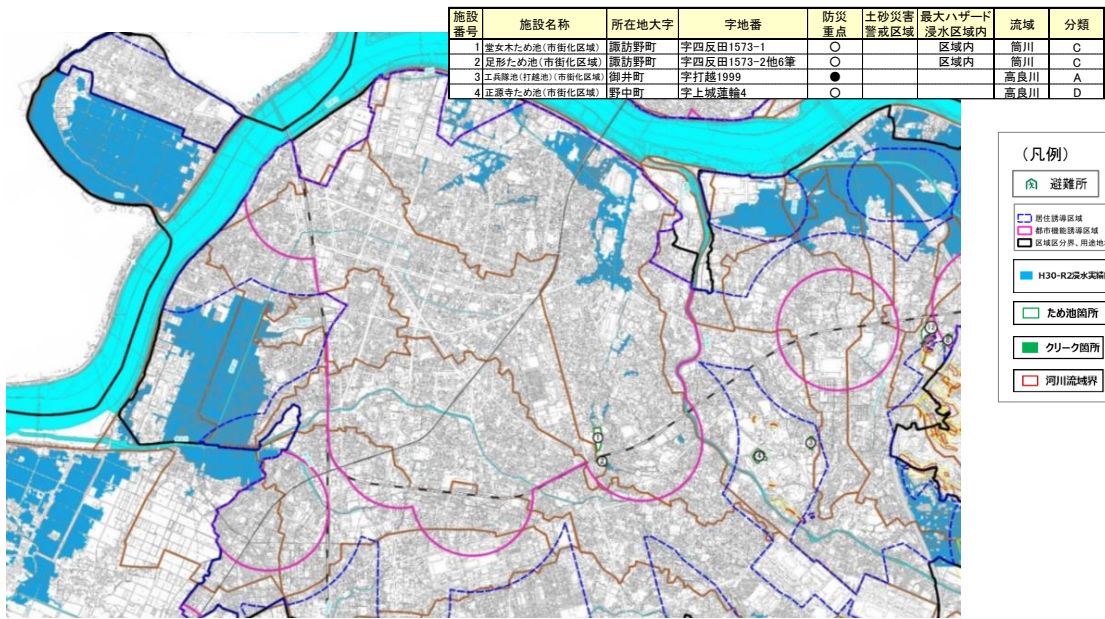 施設番号 施設名称 所在地大字 字地番 防災重点 土砂災害警戒区域 最大ハザード浸水区域内 流域 分類
1 堂女木ため池(市街化区域) 諏訪野町 字四反田1573-1 ○ 区域内 筒川 C
2 足形ため池(市街化区域) 諏訪野町 字四反田1573-2他6筆 ○ 区域内 筒川 C
3 工兵隊池(打越池)(市街化区域) 御井町 字打越1999 ● 高良川 A
4 正源寺ため池(市街化区域) 野中町 字上城蓮輪4 ○ 高良川 D
(凡例)
避難所
居住誘導区域
都市機能誘導区域
区域区分界、用途地
H30-R2浸水実績
ため池箇所
クリーク箇所
河川流域界
1
2
3
4